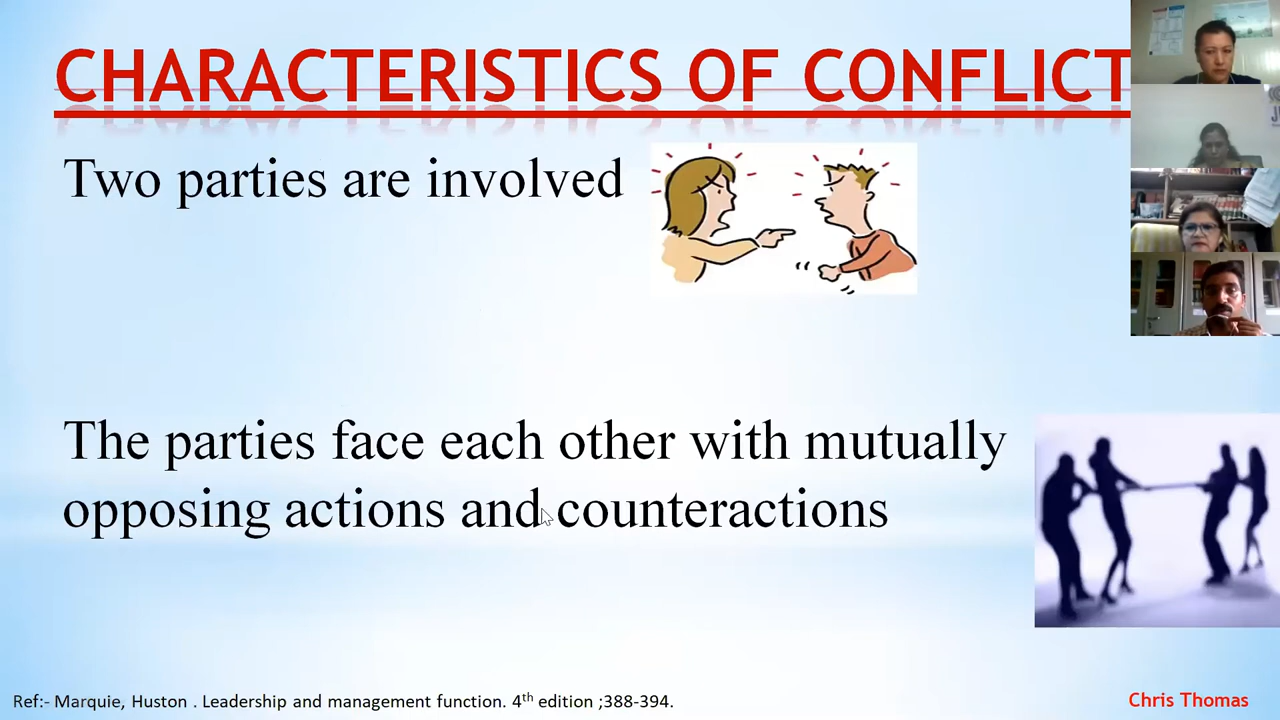 CHARACTERISTICS OF CONFLICT
Two parties are involved
The parties face each other with mutually
opposing actions and counteractions
Ref:- Marquie, Huston . Leadership and management function. 4th edition ;388-394.
Chris Thomas